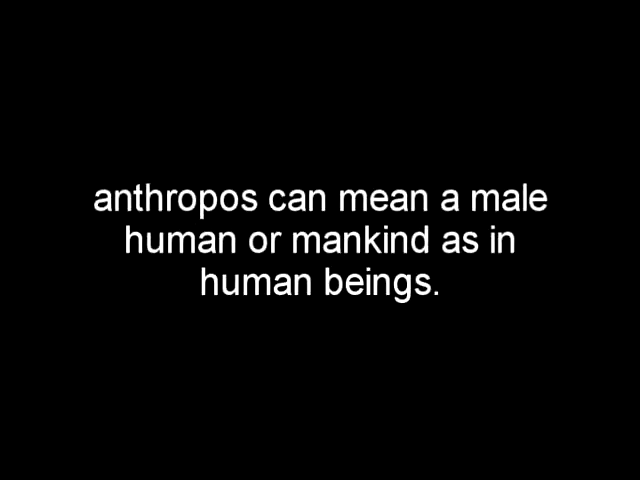 anthropos can mean a male
human or mankind as in
human beings.